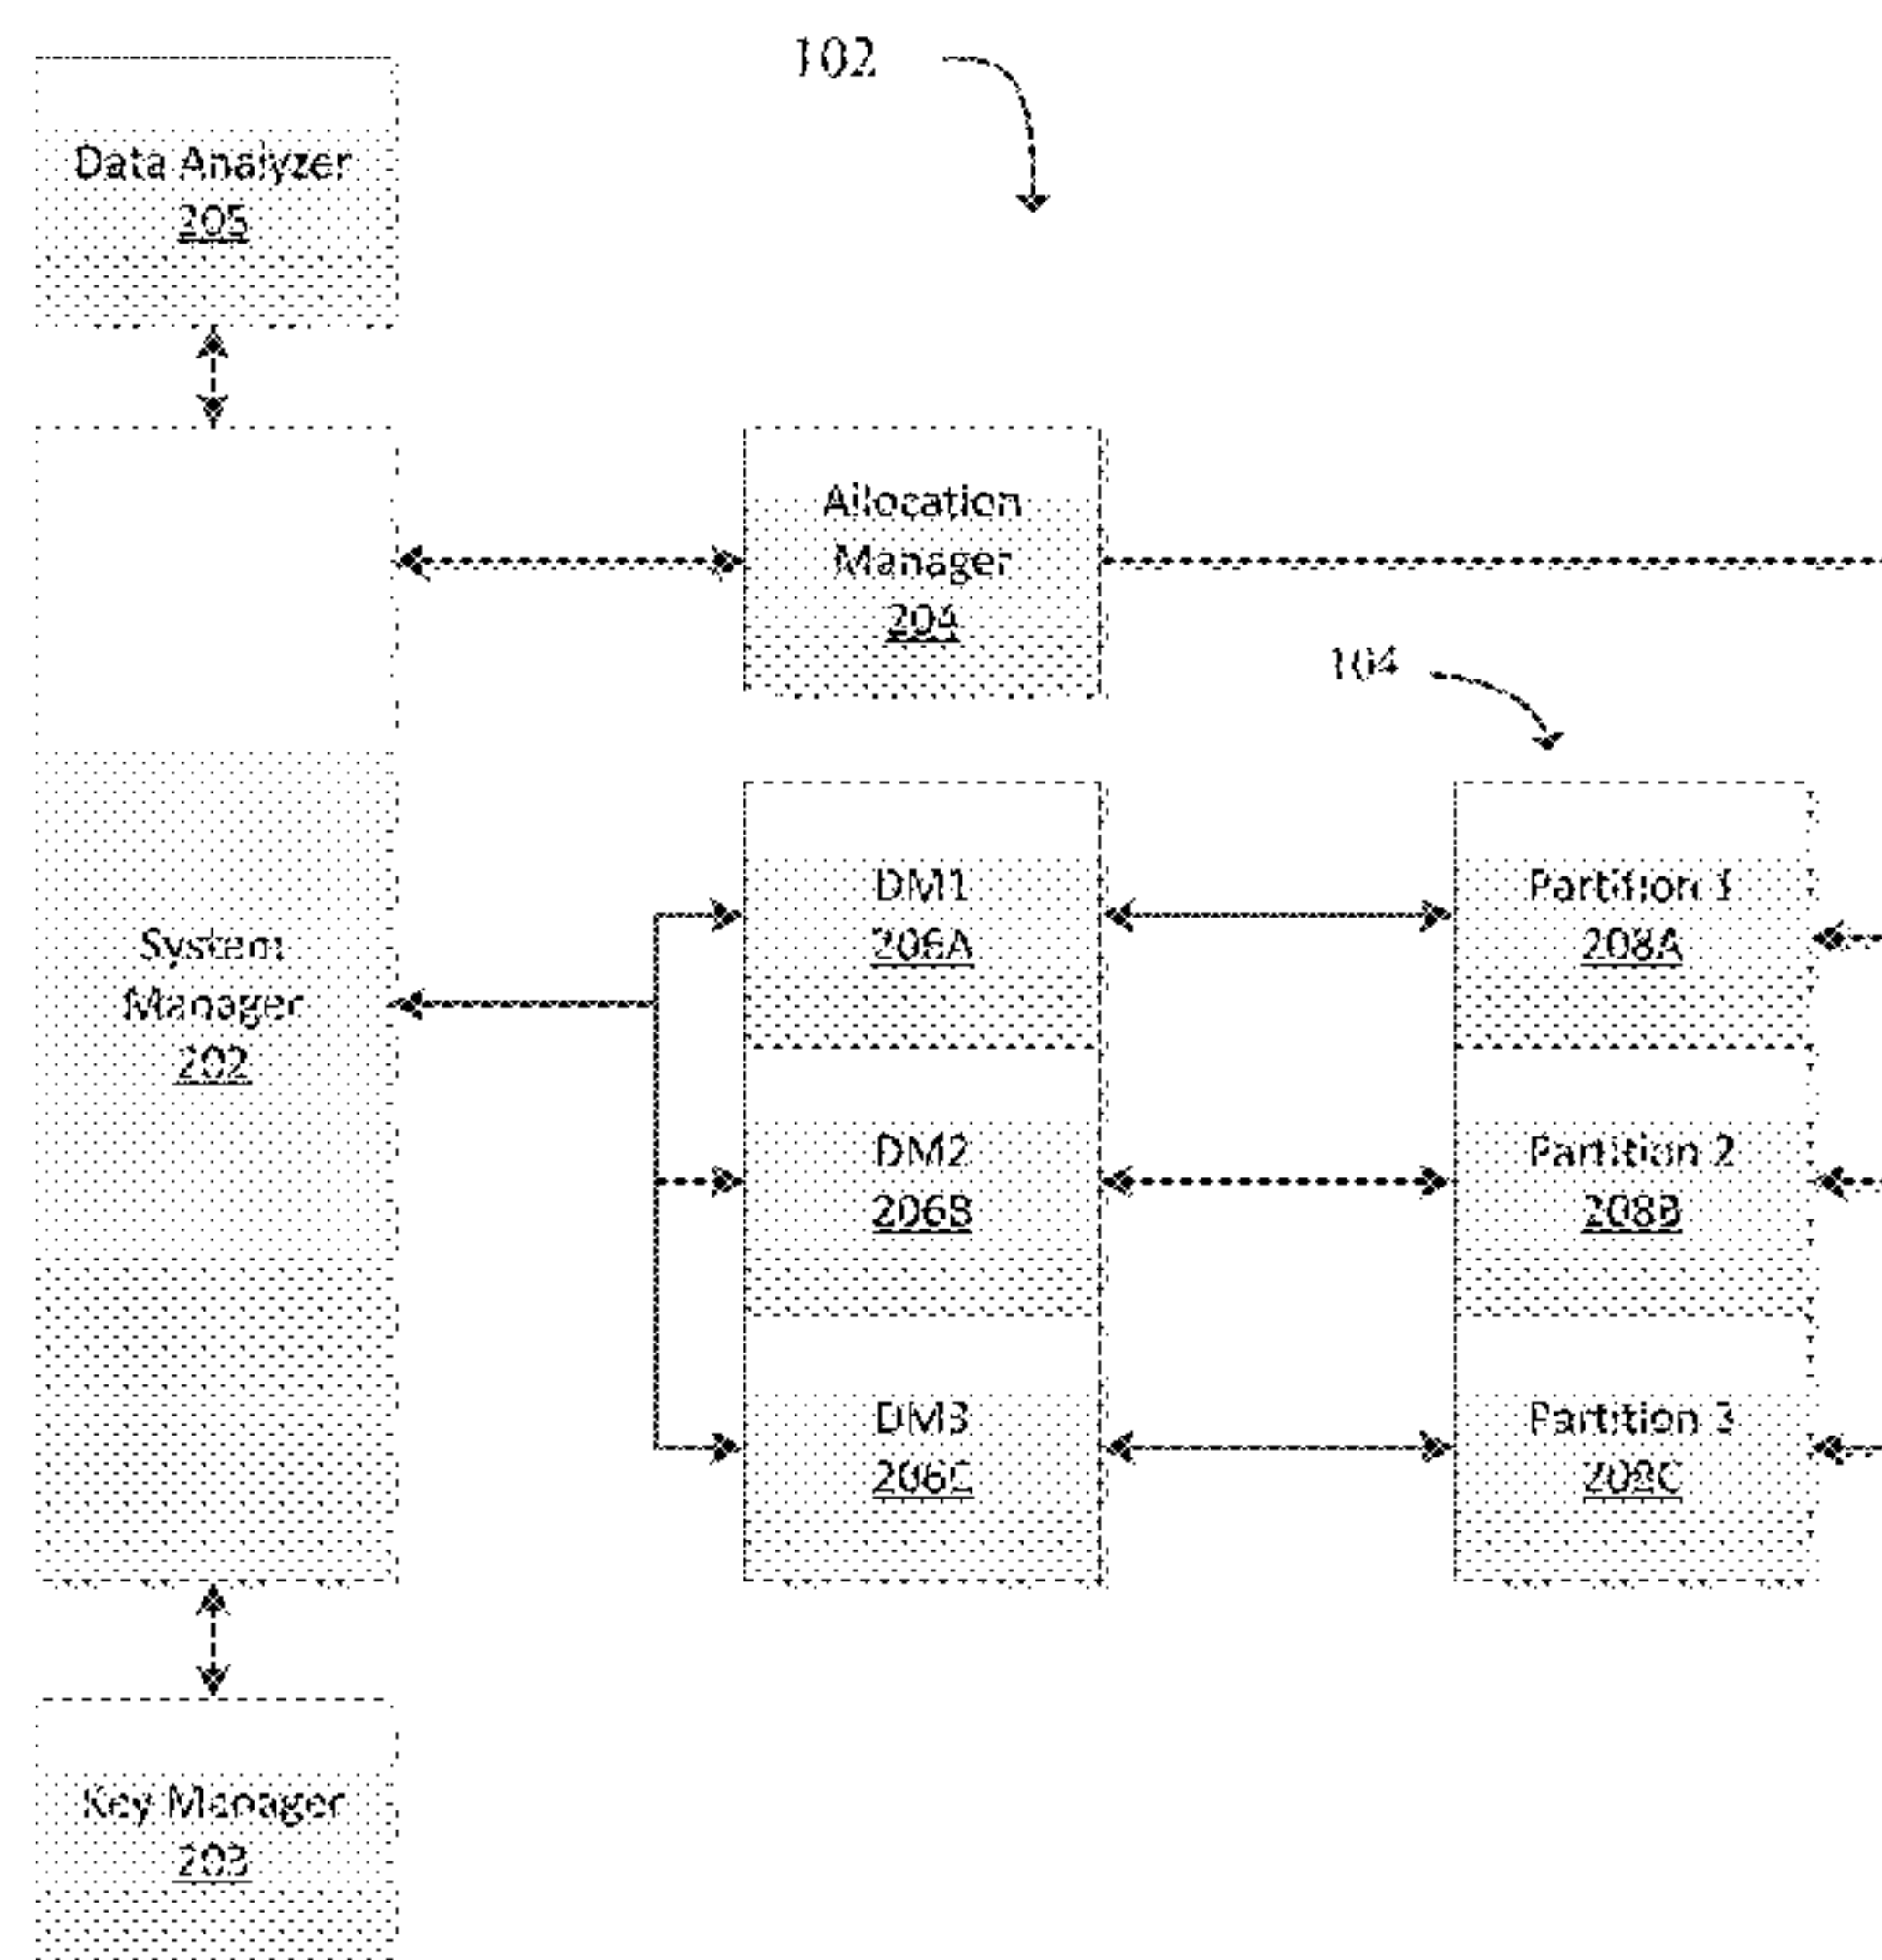 102
Data Analyzer
205
Allocation
Manager
204
104
System
Manager
202
DM1
206A
Partition 1
208A
DM2
206B
Partition 2
208B
DM3
206C
Partition 3
208C
Key Manager
203